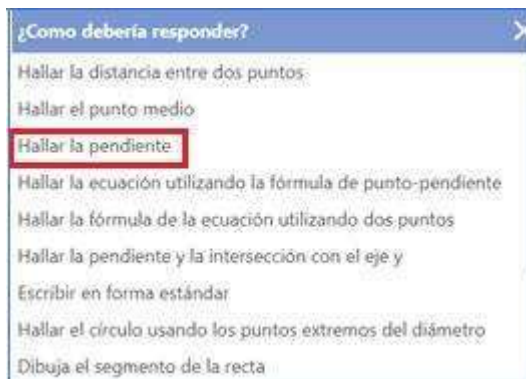 ¿Como debería responder?
Hallar la distancia entre dos puntos
Hallar el punto medio
Hallar la pendiente
Hallar la ecuación utilizando la fórmula de punto-pendiente
Hallar la fórmula de la ecuación utilizando dos puntos
Hallar la pendiente y la intersección con el eje y
Escribir en forma estándar
Hallar el círculo usando los puntos extremos del diámetro
Dibuja el segmento de la recta